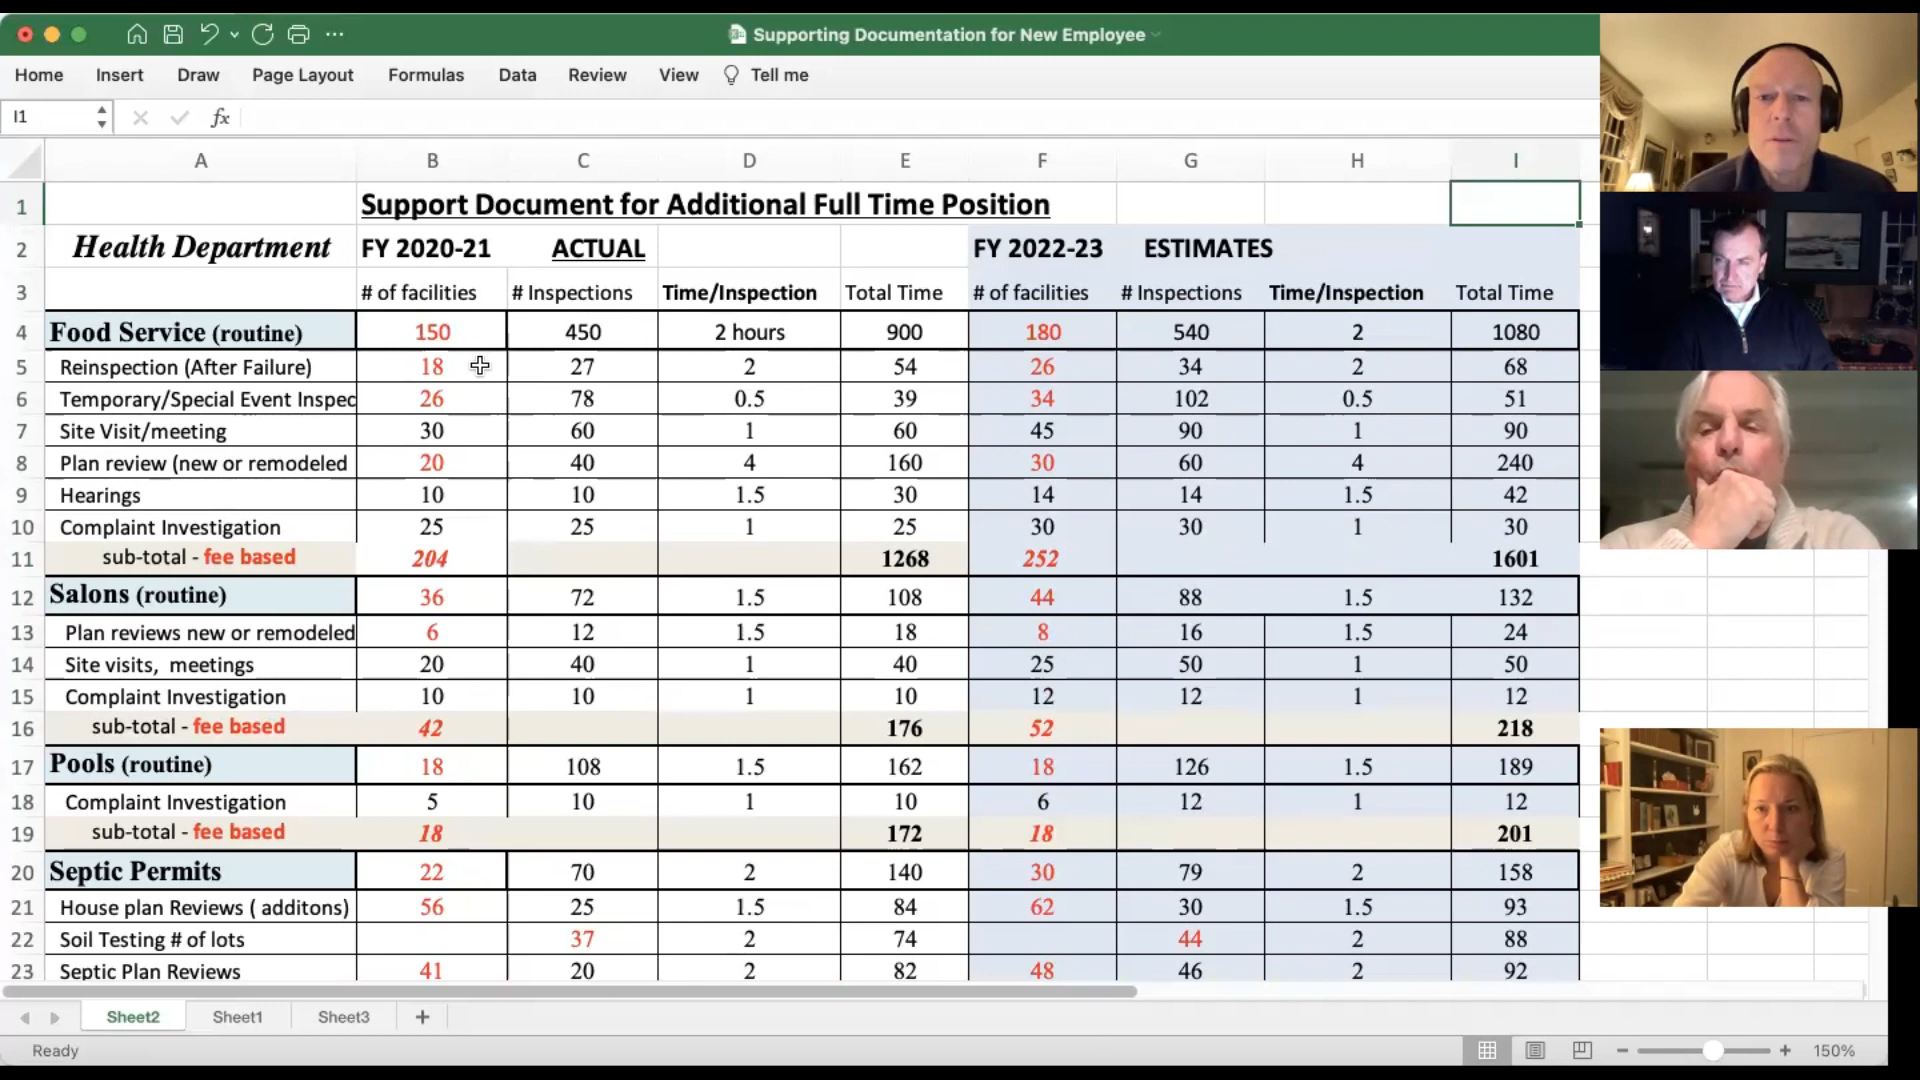 Supporting Documentation for New Employee
Home Insert Draw Page Layout Formulas Data Review View Tell me
I1 fx
A B C D E F G H I
1 Support Document for Additional Full Time Position
2 Health Department FY 2020-21 ACTUAL FY 2022-23 ESTIMATES
3 # of facilities # Inspections Time/Inspection Total Time # of facilities # Inspections Time/Inspection Total Time
4 Food Service (routine) 150 450 2 hours 900 180 540 2 1080
5 Reinspection (After Failure) 18 27 2 54 26 34 2 68
6 Temporary/Special Event Inspec 26 78 0.5 39 34 102 0.5 51
7 Site Visit/meeting 30 60 1 60 45 90 1 90
8 Plan review (new or remodeled 20 40 4 160 30 60 4 240
9 Hearings 10 10 1.5 30 14 14 1.5 42
10 Complaint Investigation 25 25 1 25 30 30 1 30
11 sub-total - fee based 204 1268 252 1601
12 Salons (routine) 36 72 1.5 108 44 88 1.5 132
13 Plan reviews new or remodeled 6 12 1.5 18 8 16 1.5 24
14 Site visits, meetings 20 40 1 40 25 50 1 50
15 Complaint Investigation 10 10 1 10 12 12 1 12
16 sub-total - fee based 42 176 52 218
17 Pools (routine) 18 108 1.5 162 18 126 1.5 189
18 Complaint Investigation 5 10 1 10 6 12 1 12
19 sub-total - fee based 18 172 18 201
20 Septic Permits 22 70 2 140 30 79 2 158
21 House plan Reviews ( additons) 56 25 1.5 84 62 30 1.5 93
22 Soil Testing # of lots 37 2 74 44 2 88
23 Septic Plan Reviews 41 20 2 82 48 46 2 92
Sheet2 Sheet1 Sheet3 +
Ready 150%